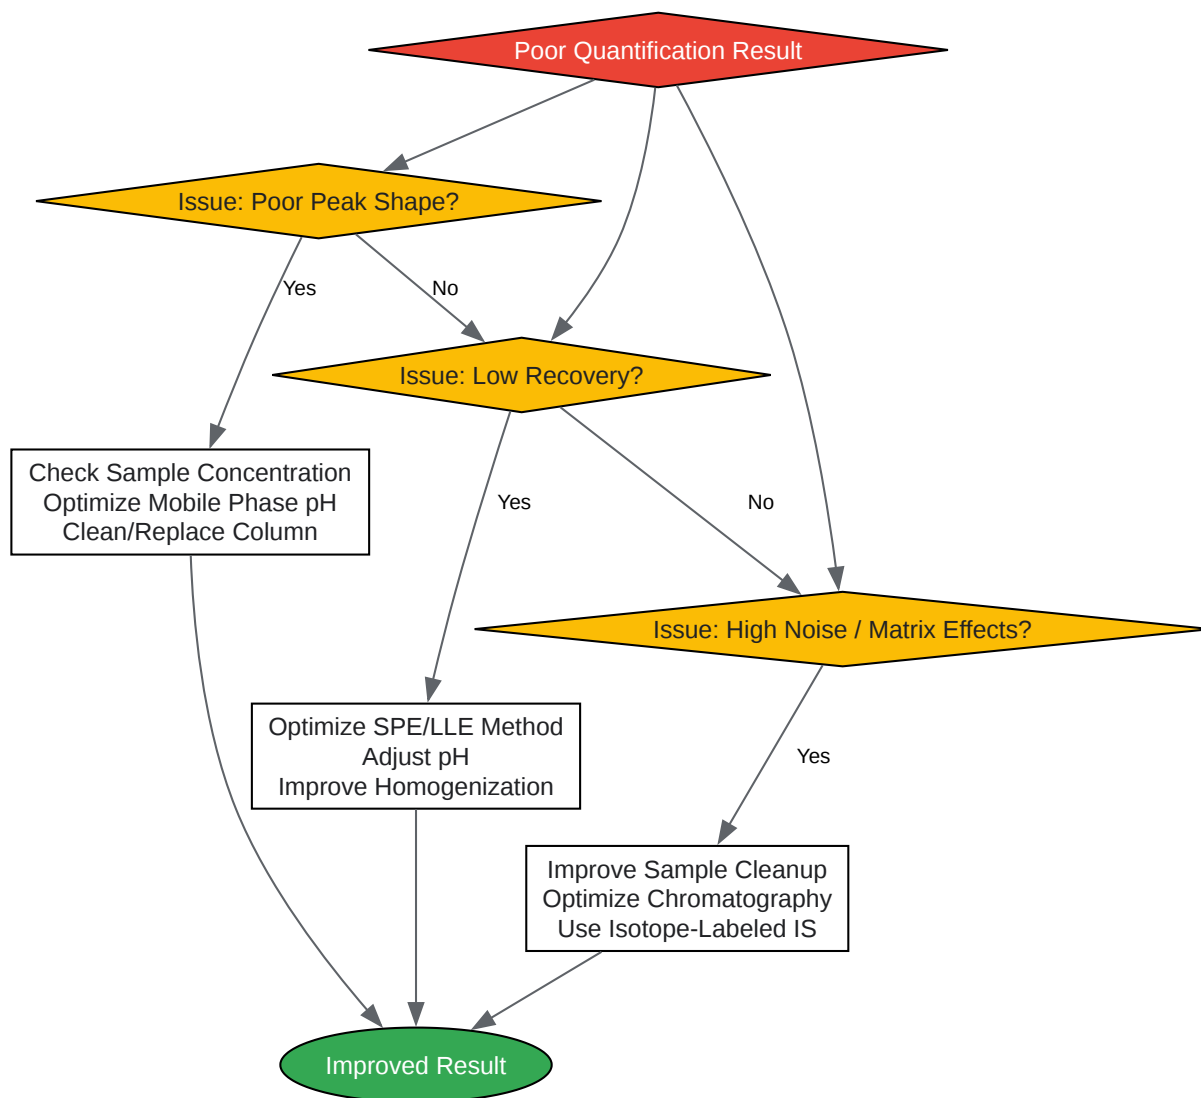 Poor Quantification Result
Issue: Poor Peak Shape?
Yes
No
Issue: Low Recovery?
Check Sample Concentration
Optimize Mobile Phase pH
Clean/Replace Column
Yes
No
Issue: High Noise / Matrix Effects?
Optimize SPE/LLE Method
Adjust pH
Improve Homogenization
Yes
Improve Sample Cleanup
Optimize Chromatography
Use Isotope-Labeled IS
Improved Result